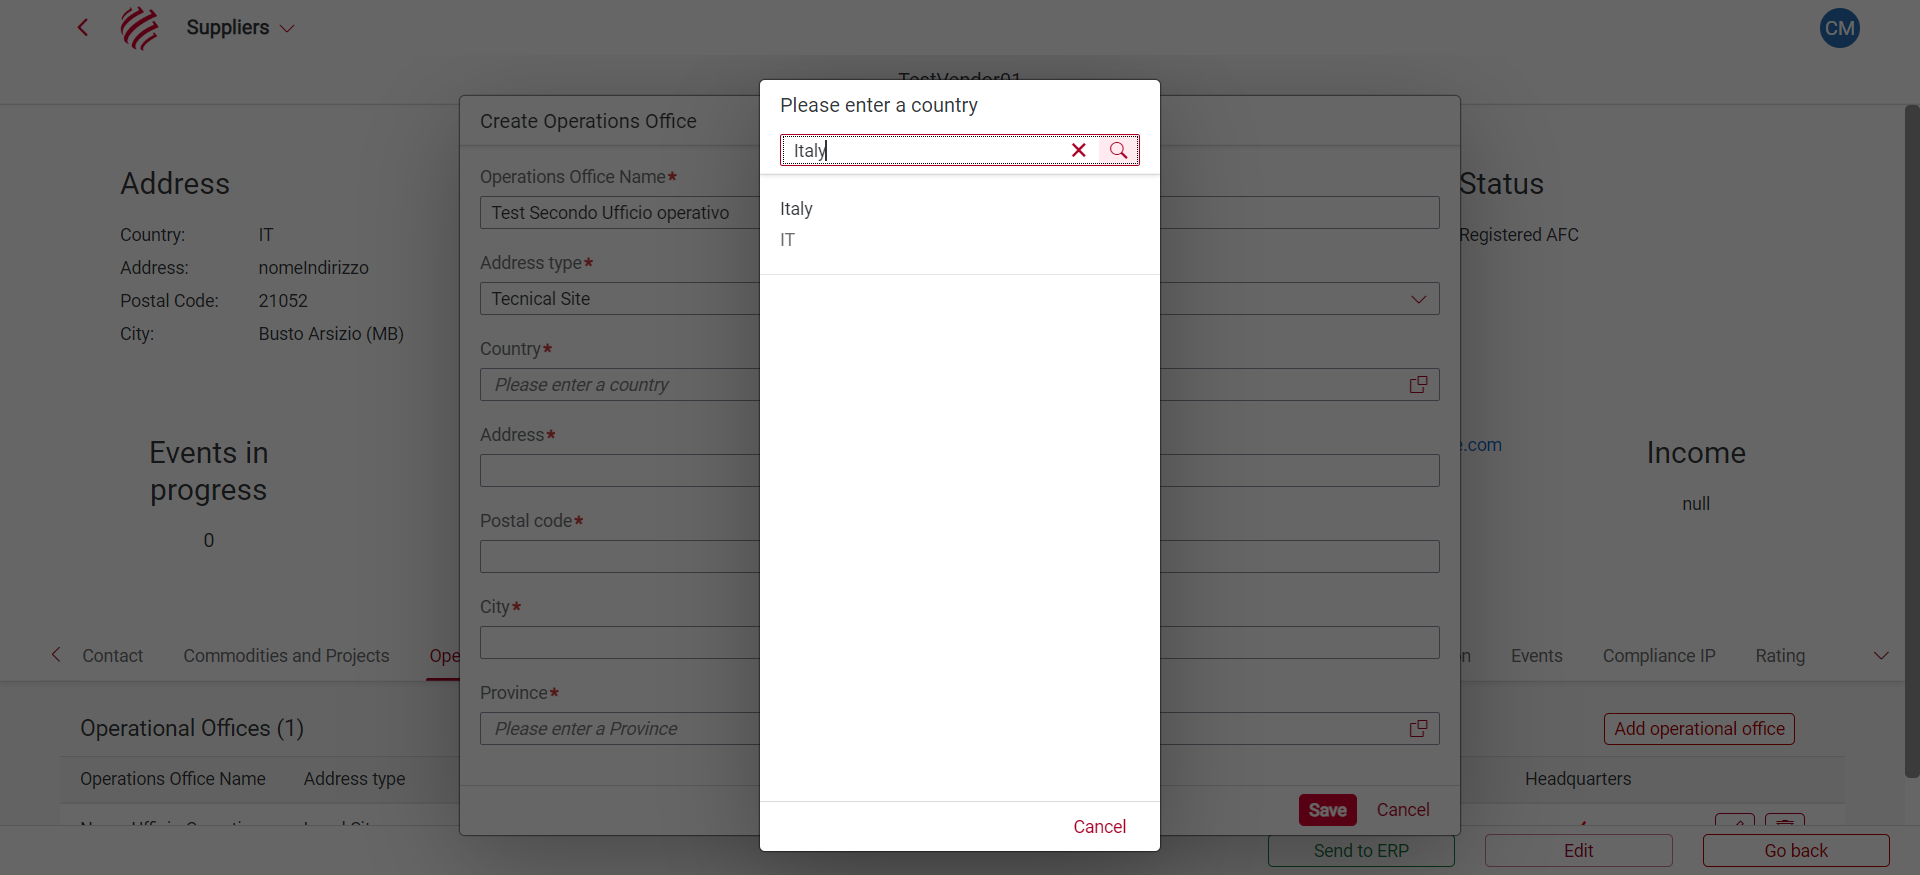 Suppliers
CM
TestVendor01
Please enter a country
Italy
Italy
IT
Cancel
Create Operations Office
Operations Office Name*
Test Secondo Ufficio operativo
Address type*
Tecnical Site
Country*
Please enter a country
Address*
Postal code*
City*
Province*
Please enter a Province
Save
Cancel
Address
Country: IT
Address: nomeIndirizzo
Postal Code: 21052
City: Busto Arsizio (MB)
Status
Registered AFC
Events in
progress
0
e.com
Income
null
Contact
Commodities and Projects
Ope
n
Events
Compliance IP
Rating
Operational Offices (1)
Add operational office
Operations Office Name
Address type
Headquarters
Send to ERP
Edit
Go back